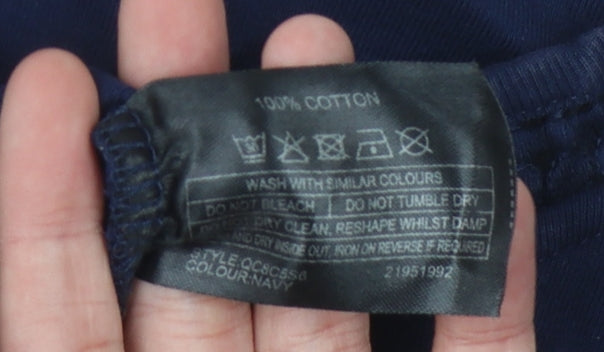 100% COTTON
WASH WITH SIMILAR COLOURS
DO NOT BLEACH DO NOT TUMBLE DRY
DRY CLEAN. RESHAPE WHILST DAMP
AND DRY INSIDE OUT. IRON ON REVERSE IF REQUIRED
COLOUR:NAVY 21951992